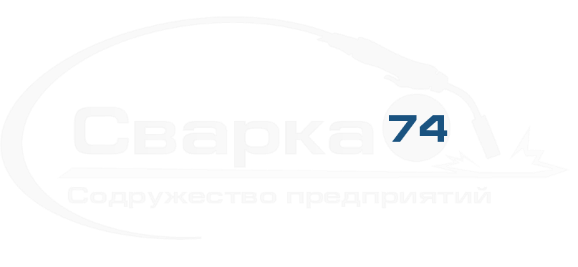 Сварка 74
Содружество предприятий